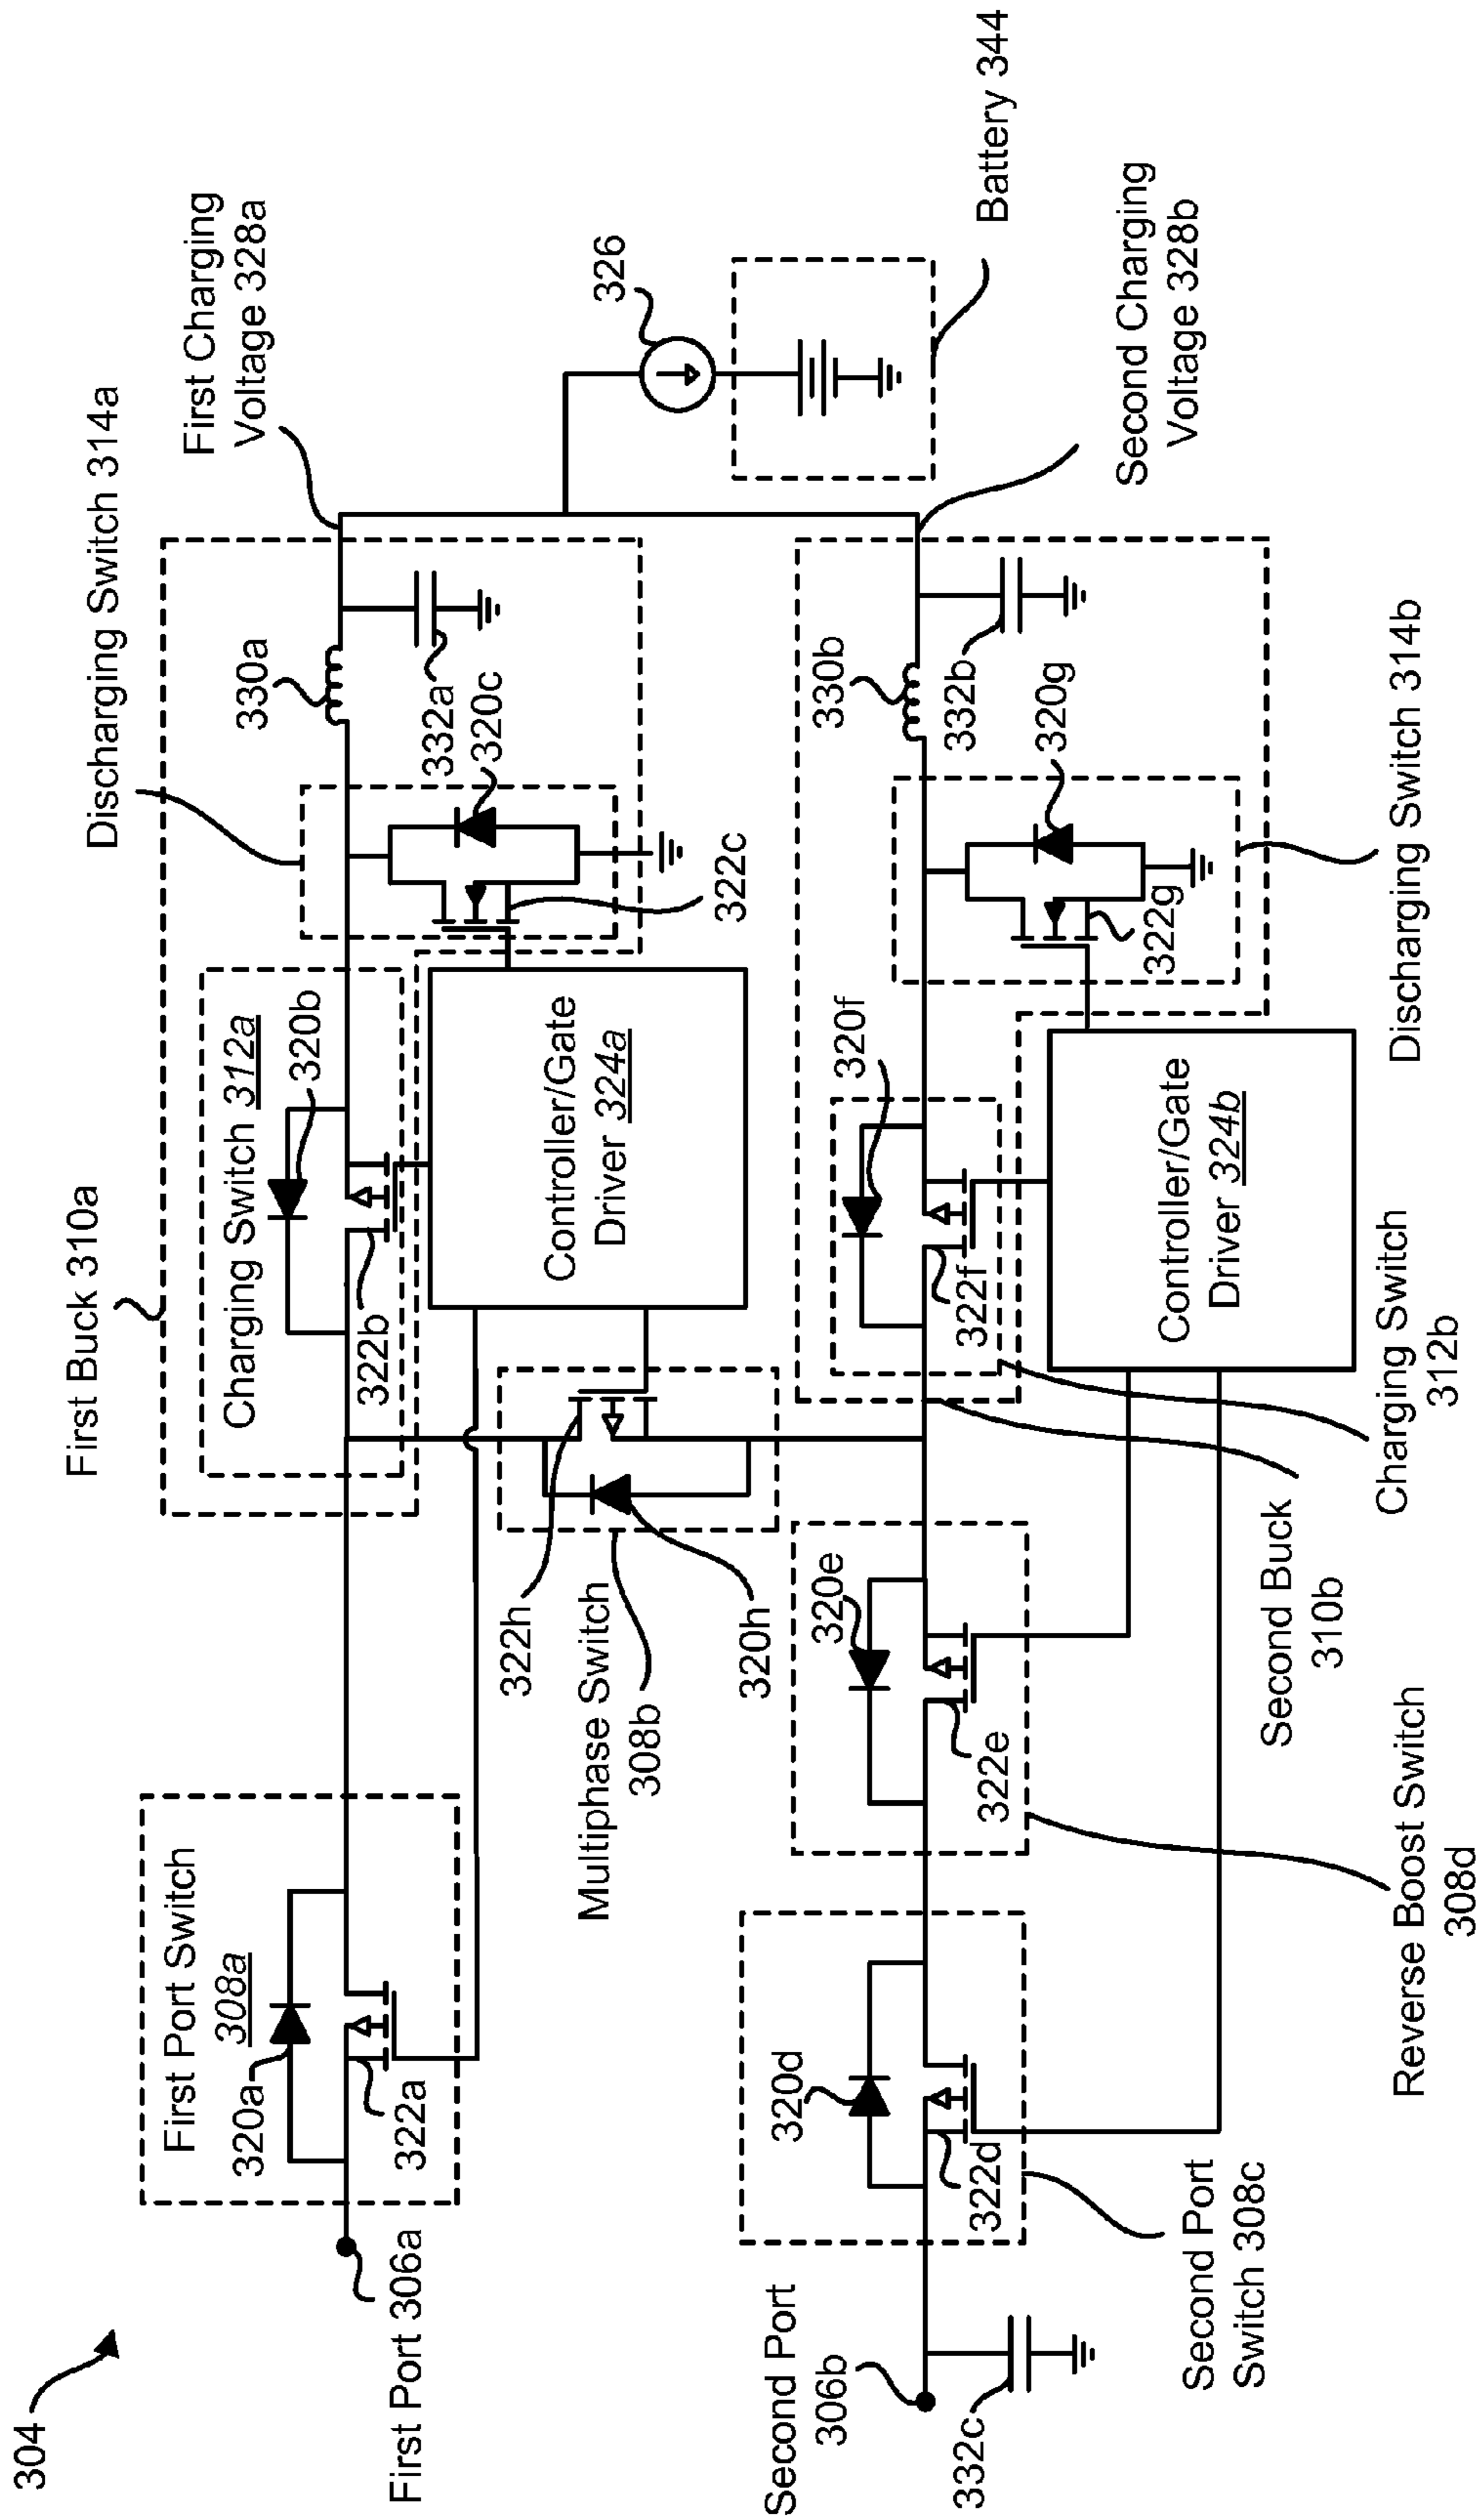 304
First Buck 310a
Discharging Switch 314a
First Charging
Voltage 328a
First Port Switch
308a
320a
322a
First Port 306a
Charging Switch 312a
320b
322b
330a
332a
320c
322c
Controller/Gate
Driver 324a
326
Battery 344
322h
Multiphase Switch
308b
320h
Second Port
306b
332c
320d
322d
Second Port
Switch 308c
320e
322e
Reverse Boost Switch
308d
Second Buck
310b
320f
322f
Charging Switch
312b
Controller/Gate
Driver 324b
330b
332b
320g
322g
Discharging Switch 314b
Second Charging
Voltage 328b